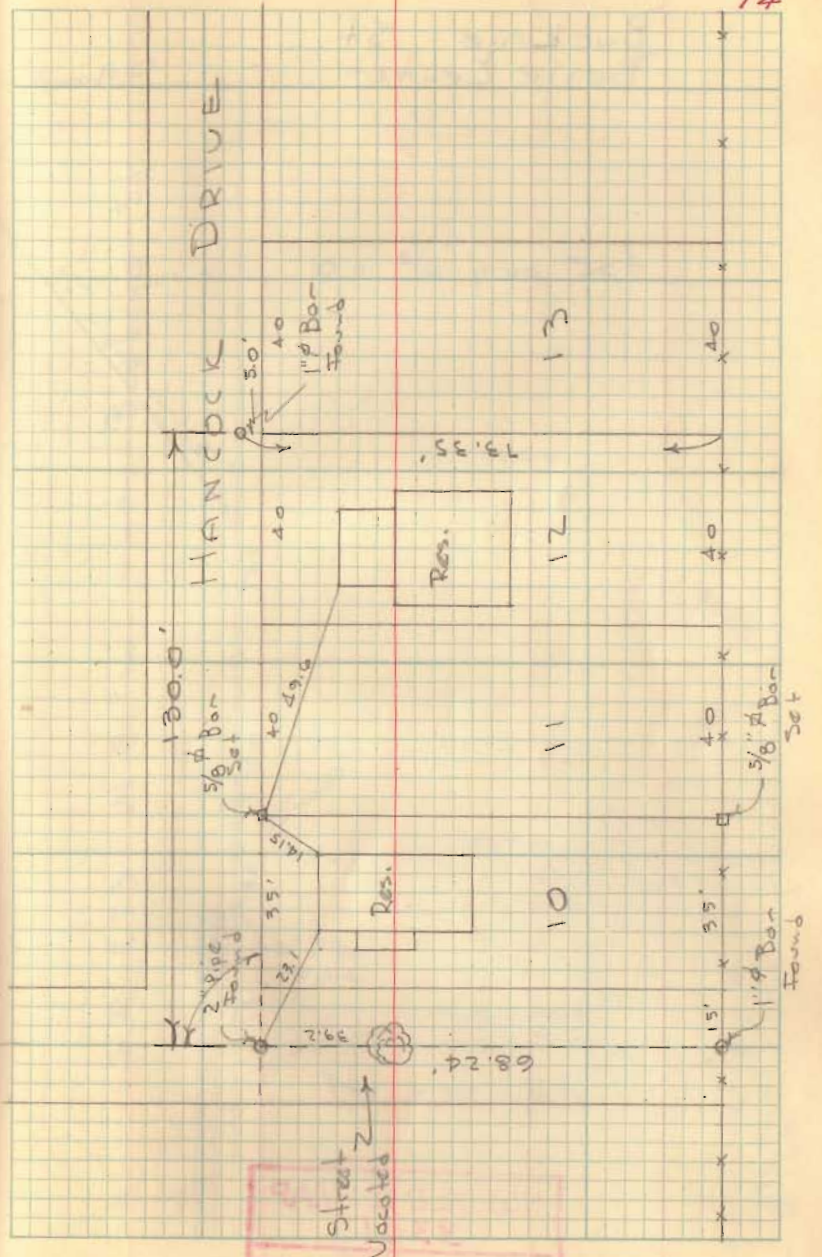 74
HANCOCK DRIVE
130.0'
5.0'
1"ϕ Bar
Found
2" Pipe
Found
5/8"ϕ Bar
Set
35'
40
40
40
23.1
14.15
49.6
39.2
68.24'
73.35'
Res.
Res.
10
11
12
13
Street
Vacated
15'
35'
40
40
40
1"ϕ Bar
Found
5/8"ϕ Bar
Set